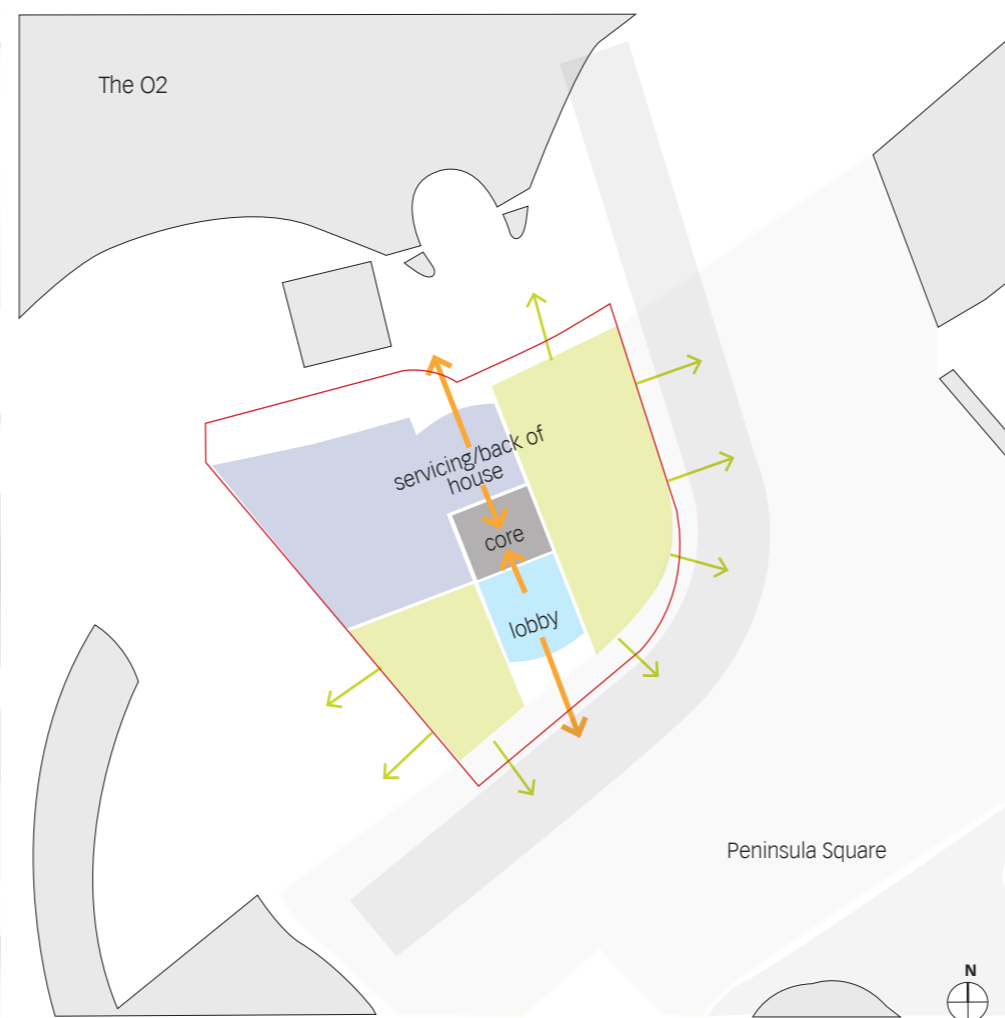 The O2
servicing/back of
house
core
lobby
Peninsula Square
N